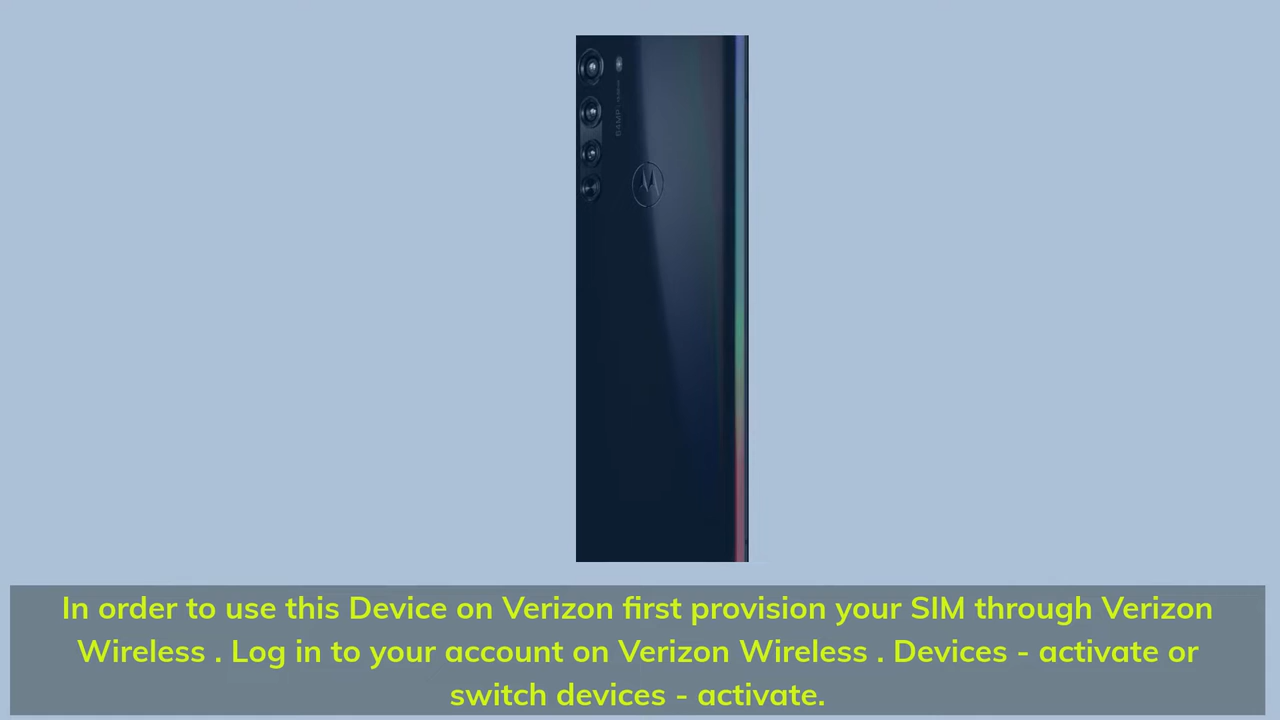 In order to use this Device on Verizon first provision your SIM through Verizon
Wireless . Log in to your account on Verizon Wireless . Devices - activate or
switch devices - activate.